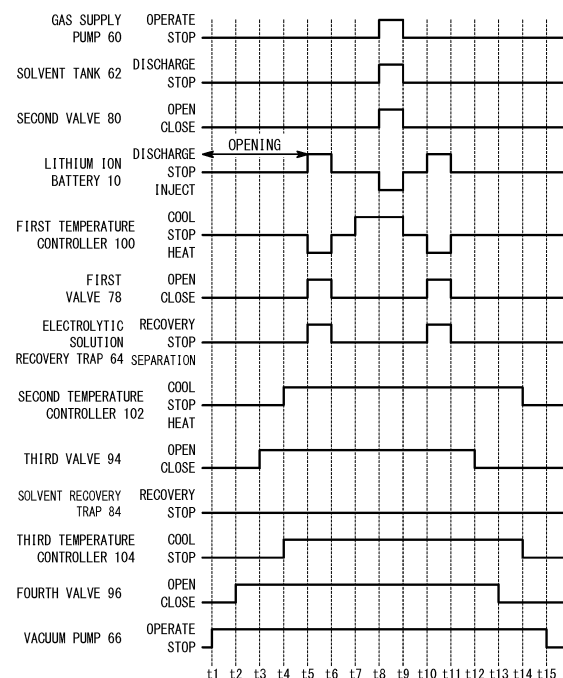 GAS SUPPLY OPERATE
PUMP 60 STOP
SOLVENT TANK 62 DISCHARGE
STOP
SECOND VALVE 80 OPEN
CLOSE
OPENING
LITHIUM ION DISCHARGE
BATTERY 10 STOP
INJECT
FIRST TEMPERATURE COOL
CONTROLLER 100 STOP
HEAT
FIRST OPEN
VALVE 78 CLOSE
ELECTROLYTIC RECOVERY
SOLUTION STOP
RECOVERY TRAP 64 SEPARATION
SECOND TEMPERATURE COOL
CONTROLLER 102 STOP
HEAT
THIRD VALVE 94 OPEN
CLOSE
SOLVENT RECOVERY RECOVERY
TRAP 84 STOP
THIRD TEMPERATURE COOL
CONTROLLER 104 STOP
FOURTH VALVE 96 OPEN
CLOSE
VACUUM PUMP 66 OPERATE
STOP
t1 t2 t3 t4 t5 t6 t7 t8 t9 t10 t11 t12 t13 t14 t15